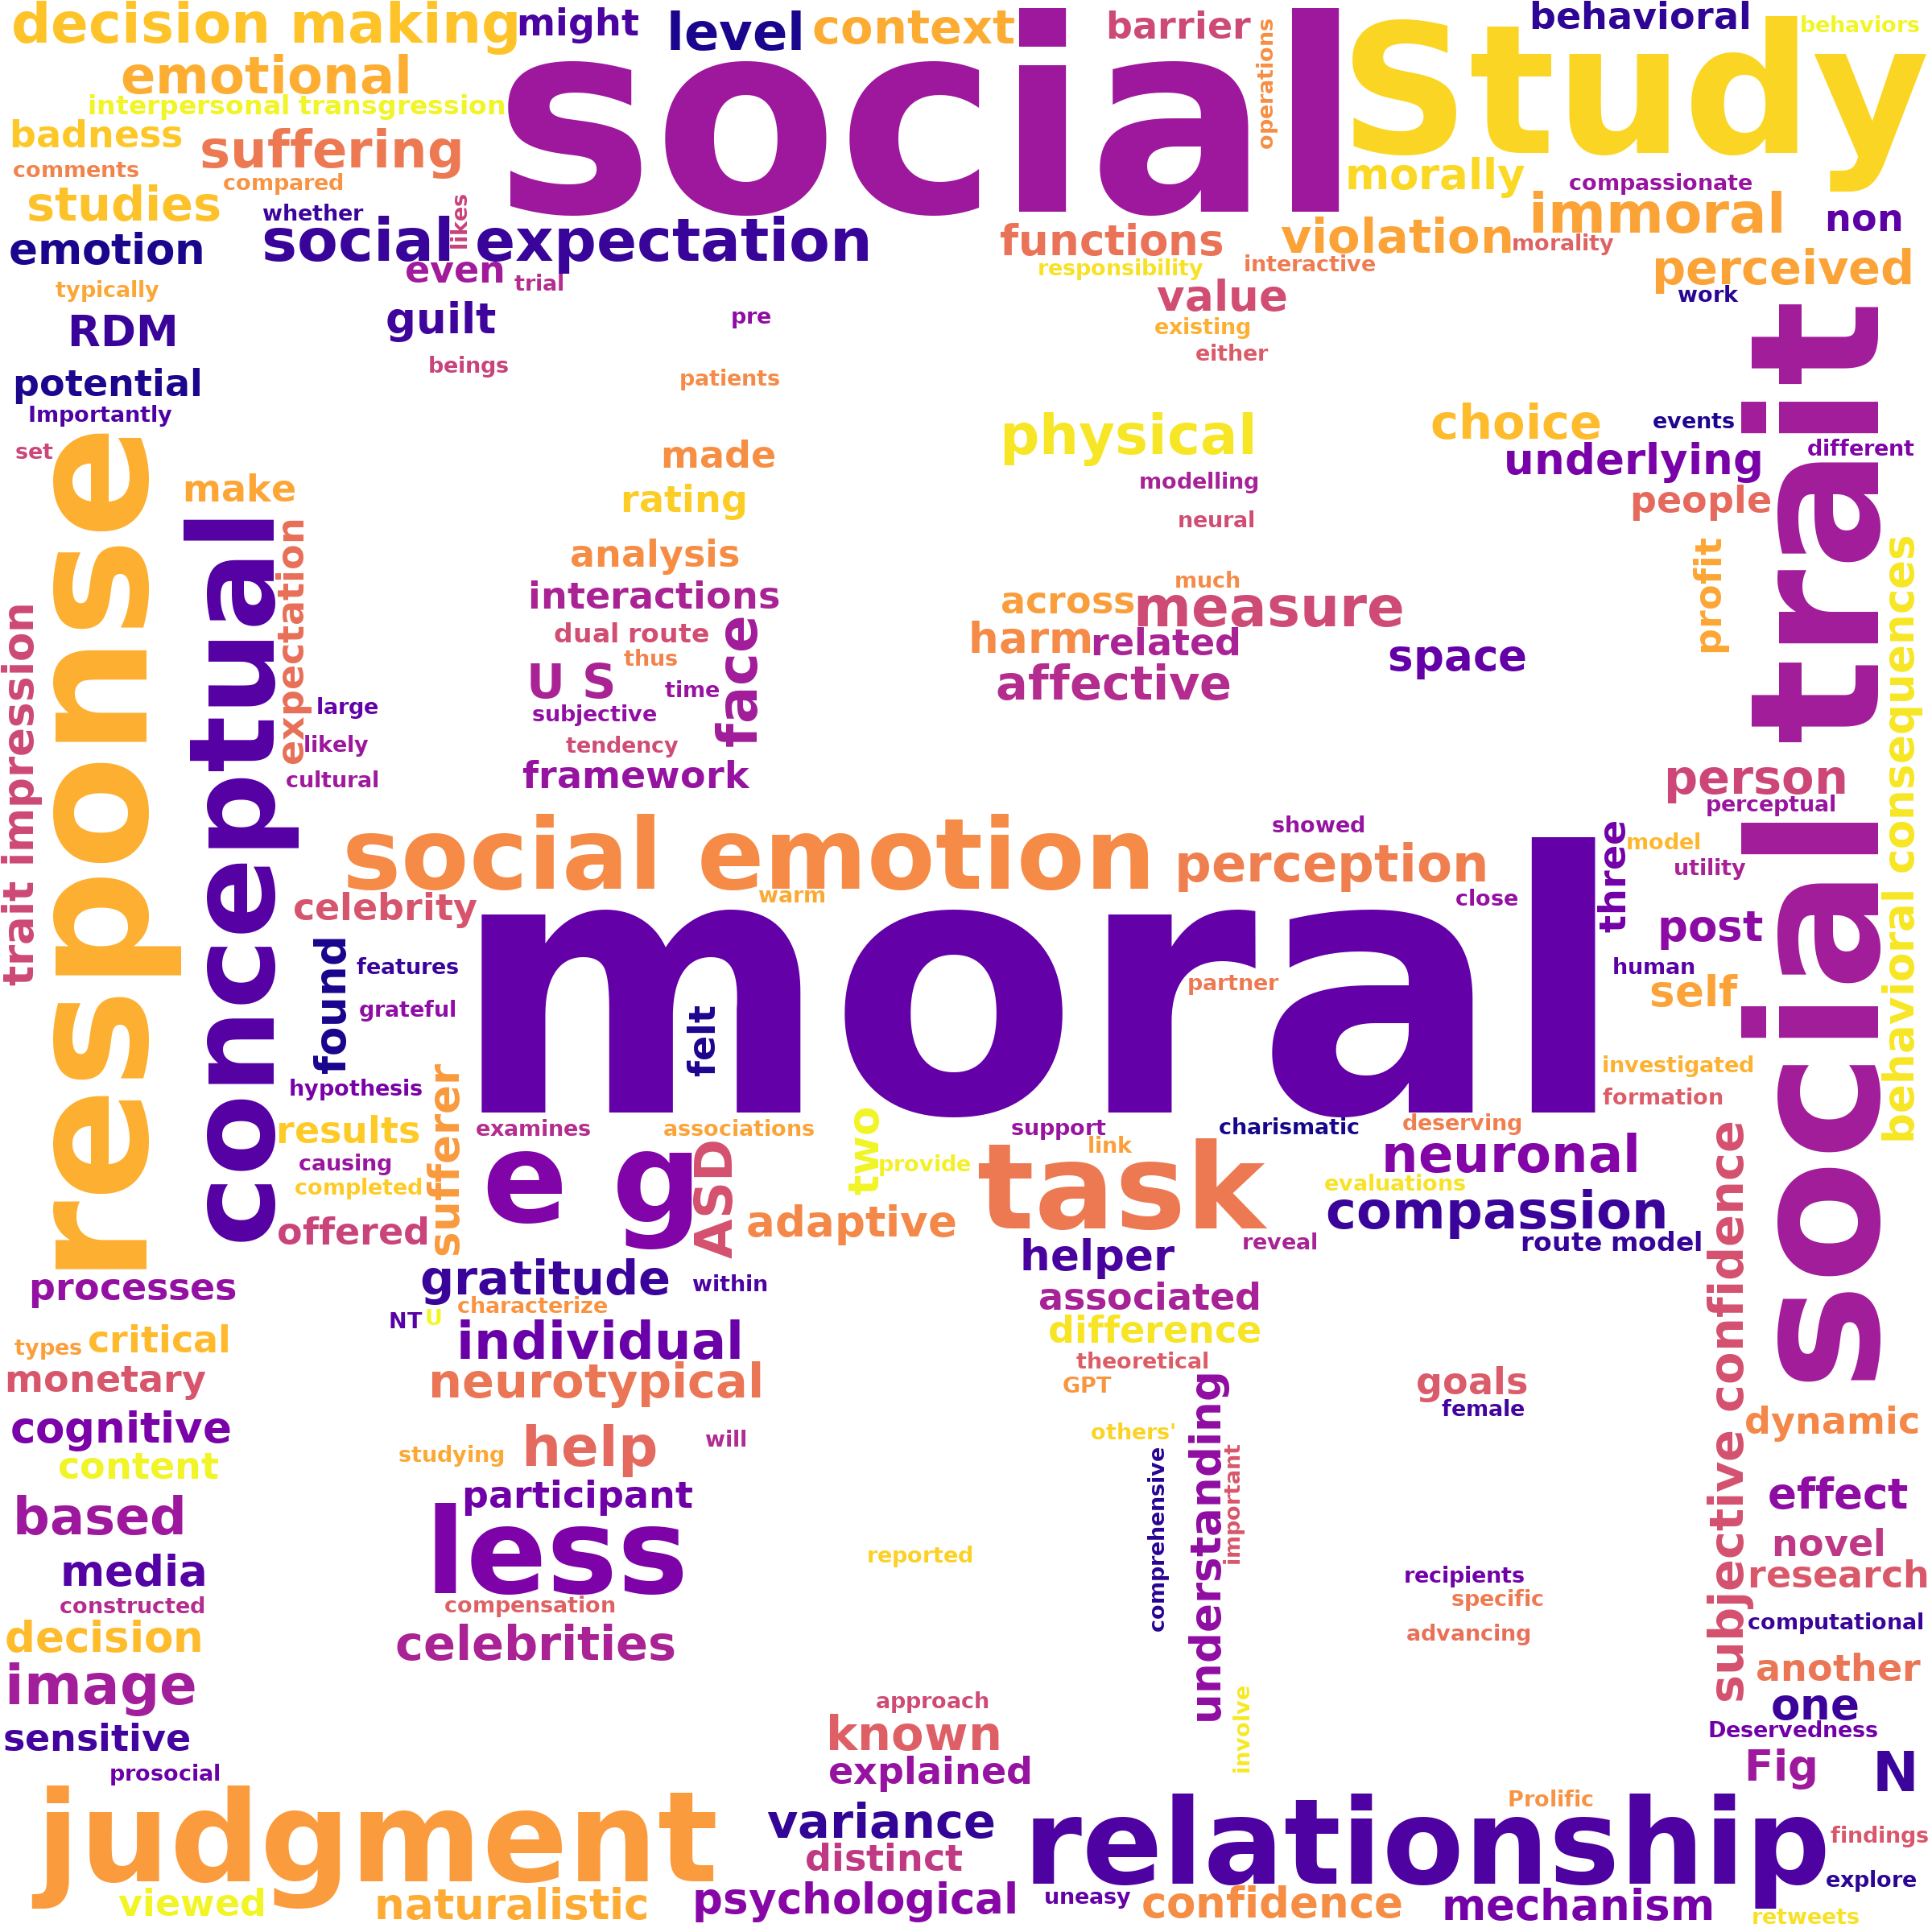 decision making
might
level
context
barrier
operations
behavioral
behaviors
emotional
social
Study
interpersonal transgression
badness
suffering
comments
compared
morally
compassionate
studies
whether
likes
immoral
non
emotion
social expectation
functions
violation
morality
perceived
even
trial
responsibility
interactive
typically
value
work
RDM
guilt
pre
existing
either
beings
patients
potential
Importantly
set
physical
choice
events
underlying
different
made
modelling
people
make
rating
neural
social trait
response
conceptual
expectation
trait impression
analysis
interactions
dual route
thus
face
U S
time
subjective
tendency
framework
much
across
measure
harm
related
affective
space
profit
behavioral consequences
large
likely
cultural
person
perceptual
social emotion
showed
perception
warm
close
three
model
utility
celebrity
moral
post
features
found
grateful
felt
partner
human
self
investigated
formation
hypothesis
sufferer
results
examines
associations
two
support
charismatic
deserving
causing
completed
e g
ASD
provide
link
task
neuronal
evaluations
offered
adaptive
compassion
route model
subjective confidence
helper
reveal
processes
gratitude
within
associated
characterize
NT
U
difference
types
critical
individual
theoretical
monetary
neurotypical
GPT
goals
female
cognitive
understanding
others'
dynamic
content
studying
help
will
comprehensive
important
based
participant
effect
less
media
reported
novel
recipients
research
constructed
compensation
specific
computational
decision
celebrities
advancing
another
image
approach
involve
one
sensitive
known
Deservedness
prosocial
explained
Fig
N
judgment
variance
relationship
Prolific
distinct
findings
viewed
naturalistic
psychological
uneasy
confidence
mechanism
explore
retweets